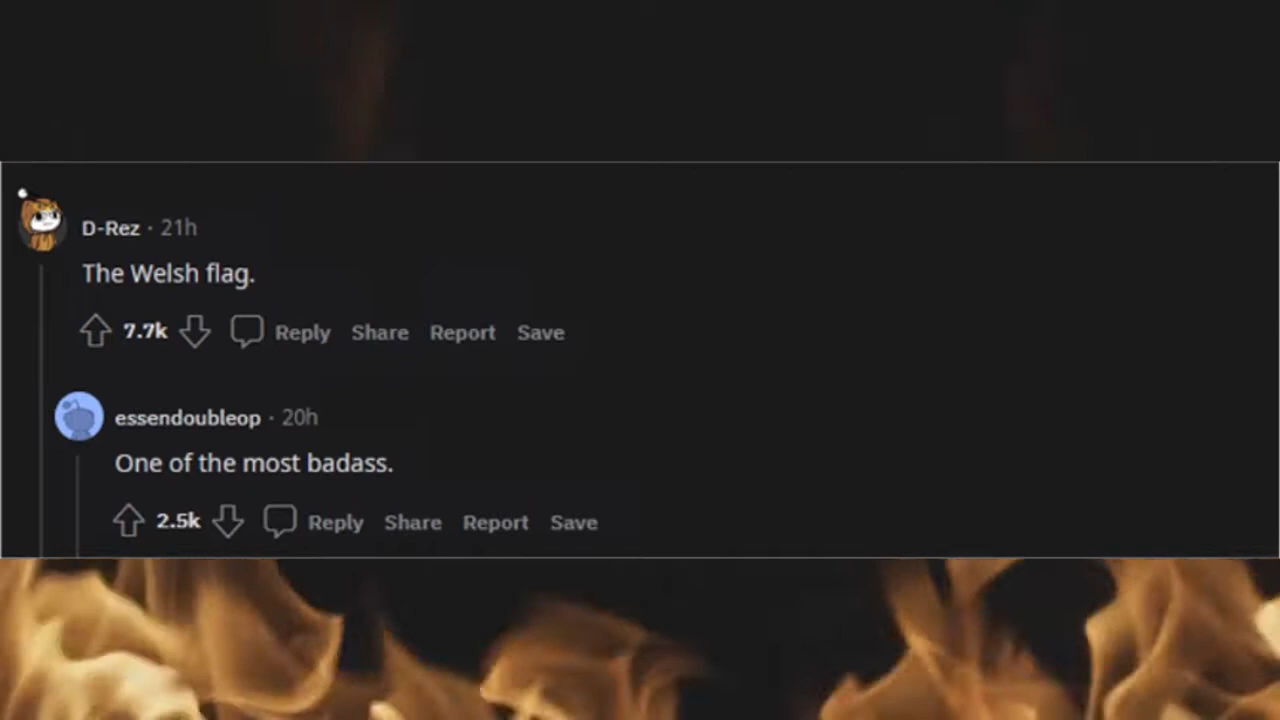 D-Rez · 21h
The Welsh flag.
7.7k Reply Share Report Save
essendoubleop · 20h
One of the most badass.
2.5k Reply Share Report Save